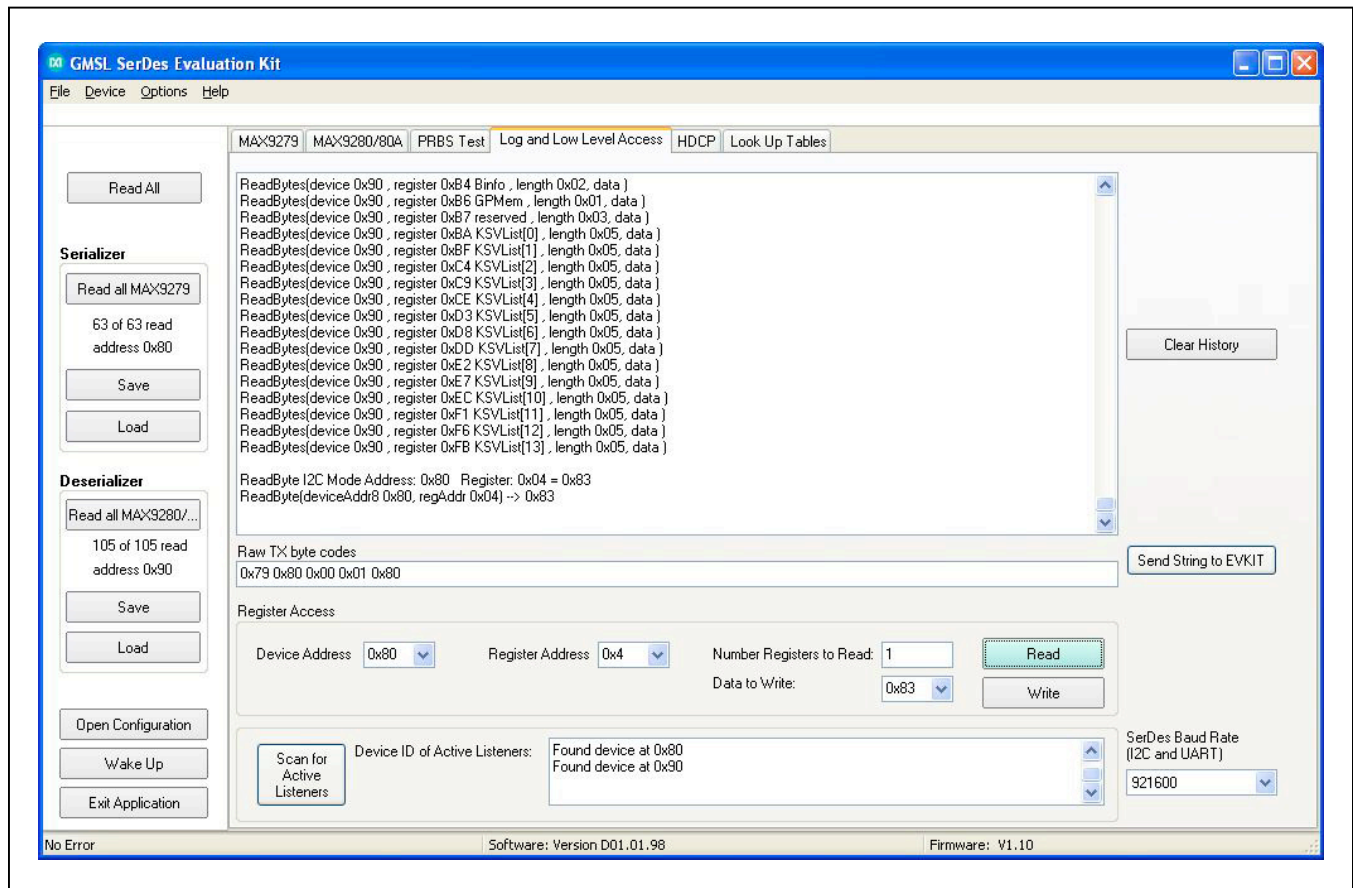 GMSL SerDes Evaluation Kit
File Device Options Help
MAX9279 MAX9280/80A PRBS Test Log and Low Level Access HDCP Look Up Tables
Read All
Serializer
Read all MAX9279
63 of 63 read
address 0x80
Save
Load
Deserializer
Read all MAX9280/...
105 of 105 read
address 0x90
Save
Load
Open Configuration
Wake Up
Exit Application
ReadBytes(device 0x90 , register 0xB4 Binfo , length 0x02, data )
ReadBytes(device 0x90 , register 0xB6 GPMem , length 0x01, data )
ReadBytes(device 0x90 , register 0xB7 reserved , length 0x03, data )
ReadBytes(device 0x90 , register 0xBA KSVList[0] , length 0x05, data )
ReadBytes(device 0x90 , register 0xBF KSVList[1] , length 0x05, data )
ReadBytes(device 0x90 , register 0xC4 KSVList[2] , length 0x05, data )
ReadBytes(device 0x90 , register 0xC9 KSVList[3] , length 0x05, data )
ReadBytes(device 0x90 , register 0xCE KSVList[4] , length 0x05, data )
ReadBytes(device 0x90 , register 0xD3 KSVList[5] , length 0x05, data )
ReadBytes(device 0x90 , register 0xD8 KSVList[6] , length 0x05, data )
ReadBytes(device 0x90 , register 0xDD KSVList[7] , length 0x05, data )
ReadBytes(device 0x90 , register 0xE2 KSVList[8] , length 0x05, data )
ReadBytes(device 0x90 , register 0xE7 KSVList[9] , length 0x05, data )
ReadBytes(device 0x90 , register 0xEC KSVList[10] , length 0x05, data )
ReadBytes(device 0x90 , register 0xF1 KSVList[11] , length 0x05, data )
ReadBytes(device 0x90 , register 0xF6 KSVList[12] , length 0x05, data )
ReadBytes(device 0x90 , register 0xFB KSVList[13] , length 0x05, data )
ReadByte I2C Mode Address: 0x80 Register: 0x04 = 0x83
ReadByte(deviceAddr8 0x80, regAddr 0x04) --> 0x83
Clear History
Raw TX byte codes
0x79 0x80 0x00 0x01 0x80
Send String to EVKIT
Register Access
Device Address 0x80 Register Address 0x4 Number Registers to Read: 1 Read
Data to Write: 0x83 Write
Scan for
Active
Listeners
Device ID of Active Listeners:
Found device at 0x80
Found device at 0x90
SerDes Baud Rate
(I2C and UART)
921600
No Error Software: Version D01.01.98 Firmware: V1.10